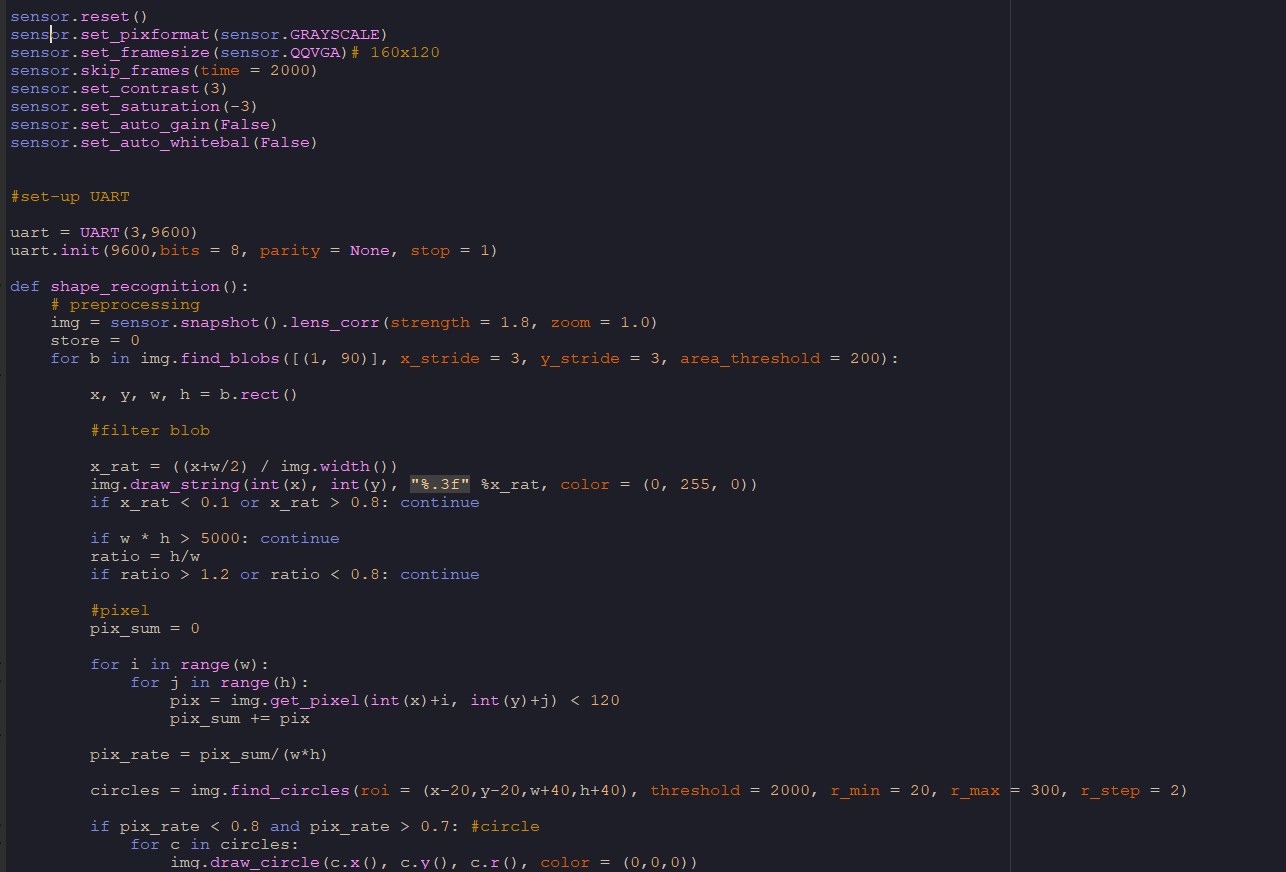 sensor.reset()
sensor.set_pixformat(sensor.GRAYSCALE)
sensor.set_framesize(sensor.QQVGA)# 160x120
sensor.skip_frames(time = 2000)
sensor.set_contrast(3)
sensor.set_saturation(-3)
sensor.set_auto_gain(False)
sensor.set_auto_whitebal(False)
#set-up UART
uart = UART(3,9600)
uart.init(9600,bits = 8, parity = None, stop = 1)
def shape_recognition():
    # preprocessing
    img = sensor.snapshot().lens_corr(strength = 1.8, zoom = 1.0)
    store = 0
    for b in img.find_blobs([(1, 90)], x_stride = 3, y_stride = 3, area_threshold = 200):
        x, y, w, h = b.rect()
        #filter blob
        x_rat = ((x+w/2) / img.width())
        img.draw_string(int(x), int(y), "%.3f" %x_rat, color = (0, 255, 0))
        if x_rat < 0.1 or x_rat > 0.8: continue
        if w * h > 5000: continue
        ratio = h/w
        if ratio > 1.2 or ratio < 0.8: continue
        #pixel
        pix_sum = 0
        for i in range(w):
            for j in range(h):
                pix = img.get_pixel(int(x)+i, int(y)+j) < 120
                pix_sum += pix
        pix_rate = pix_sum/(w*h)
        circles = img.find_circles(roi = (x-20,y-20,w+40,h+40), threshold = 2000, r_min = 20, r_max = 300, r_step = 2)
        if pix_rate < 0.8 and pix_rate > 0.7: #circle
            for c in circles:
                img.draw_circle(c.x(), c.y(), c.r(), color = (0,0,0))